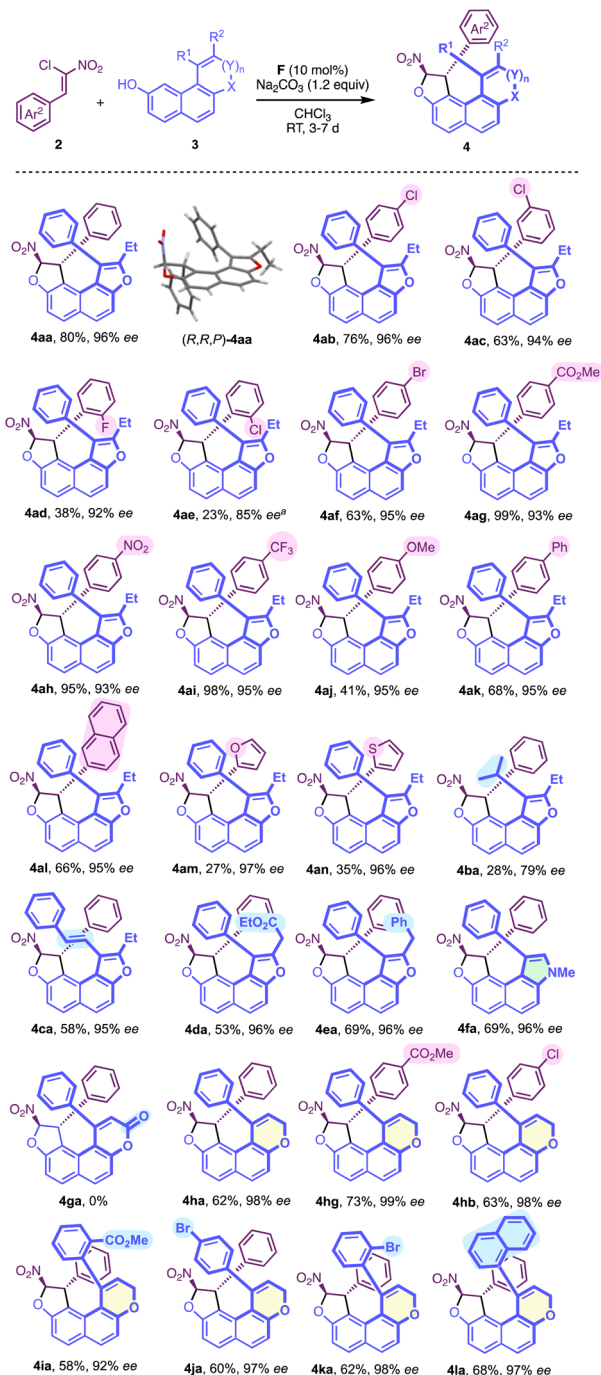 Cl NO₂ Ar² 2
+
R¹ R² (Y)n X HO 3
F (10 mol%)
Na₂CO₃ (1.2 equiv)
CHCl₃
RT, 3-7 d
Ar² R¹ R² O₂N (Y)n X O 4
O₂N Et O O
4aa, 80%, 96% ee
(R,R,P)-4aa
Cl O₂N Et O O
4ab, 76%, 96% ee
Cl O₂N Et O O
4ac, 63%, 94% ee
F O₂N Et O O
4ad, 38%, 92% ee
Cl O₂N Et O O
4ae, 23%, 85% eeᵃ
Br O₂N Et O O
4af, 63%, 95% ee
CO₂Me O₂N Et O O
4ag, 99%, 93% ee
NO₂ O₂N Et O O
4ah, 95%, 93% ee
CF₃ O₂N Et O O
4ai, 98%, 95% ee
OMe O₂N Et O O
4aj, 41%, 95% ee
Ph O₂N Et O O
4ak, 68%, 95% ee
O₂N Et O O
4al, 66%, 95% ee
O O₂N Et O O
4am, 27%, 97% ee
S O₂N Et O O
4an, 35%, 96% ee
O₂N Et O O
4ba, 28%, 79% ee
O₂N Et O O
4ca, 58%, 95% ee
EtO₂C O₂N O O
4da, 53%, 96% ee
Ph O₂N O O
4ea, 69%, 96% ee
O₂N NMe O
4fa, 69%, 96% ee
O₂N O O O
4ga, 0%
O₂N O O
4ha, 62%, 98% ee
CO₂Me O₂N O O
4hg, 73%, 99% ee
Cl O₂N O O
4hb, 63%, 98% ee
CO₂Me O₂N O O
4ia, 58%, 92% ee
Br O₂N O O
4ja, 60%, 97% ee
Br O₂N O O
4ka, 62%, 98% ee
O₂N O O
4la, 68%, 97% ee